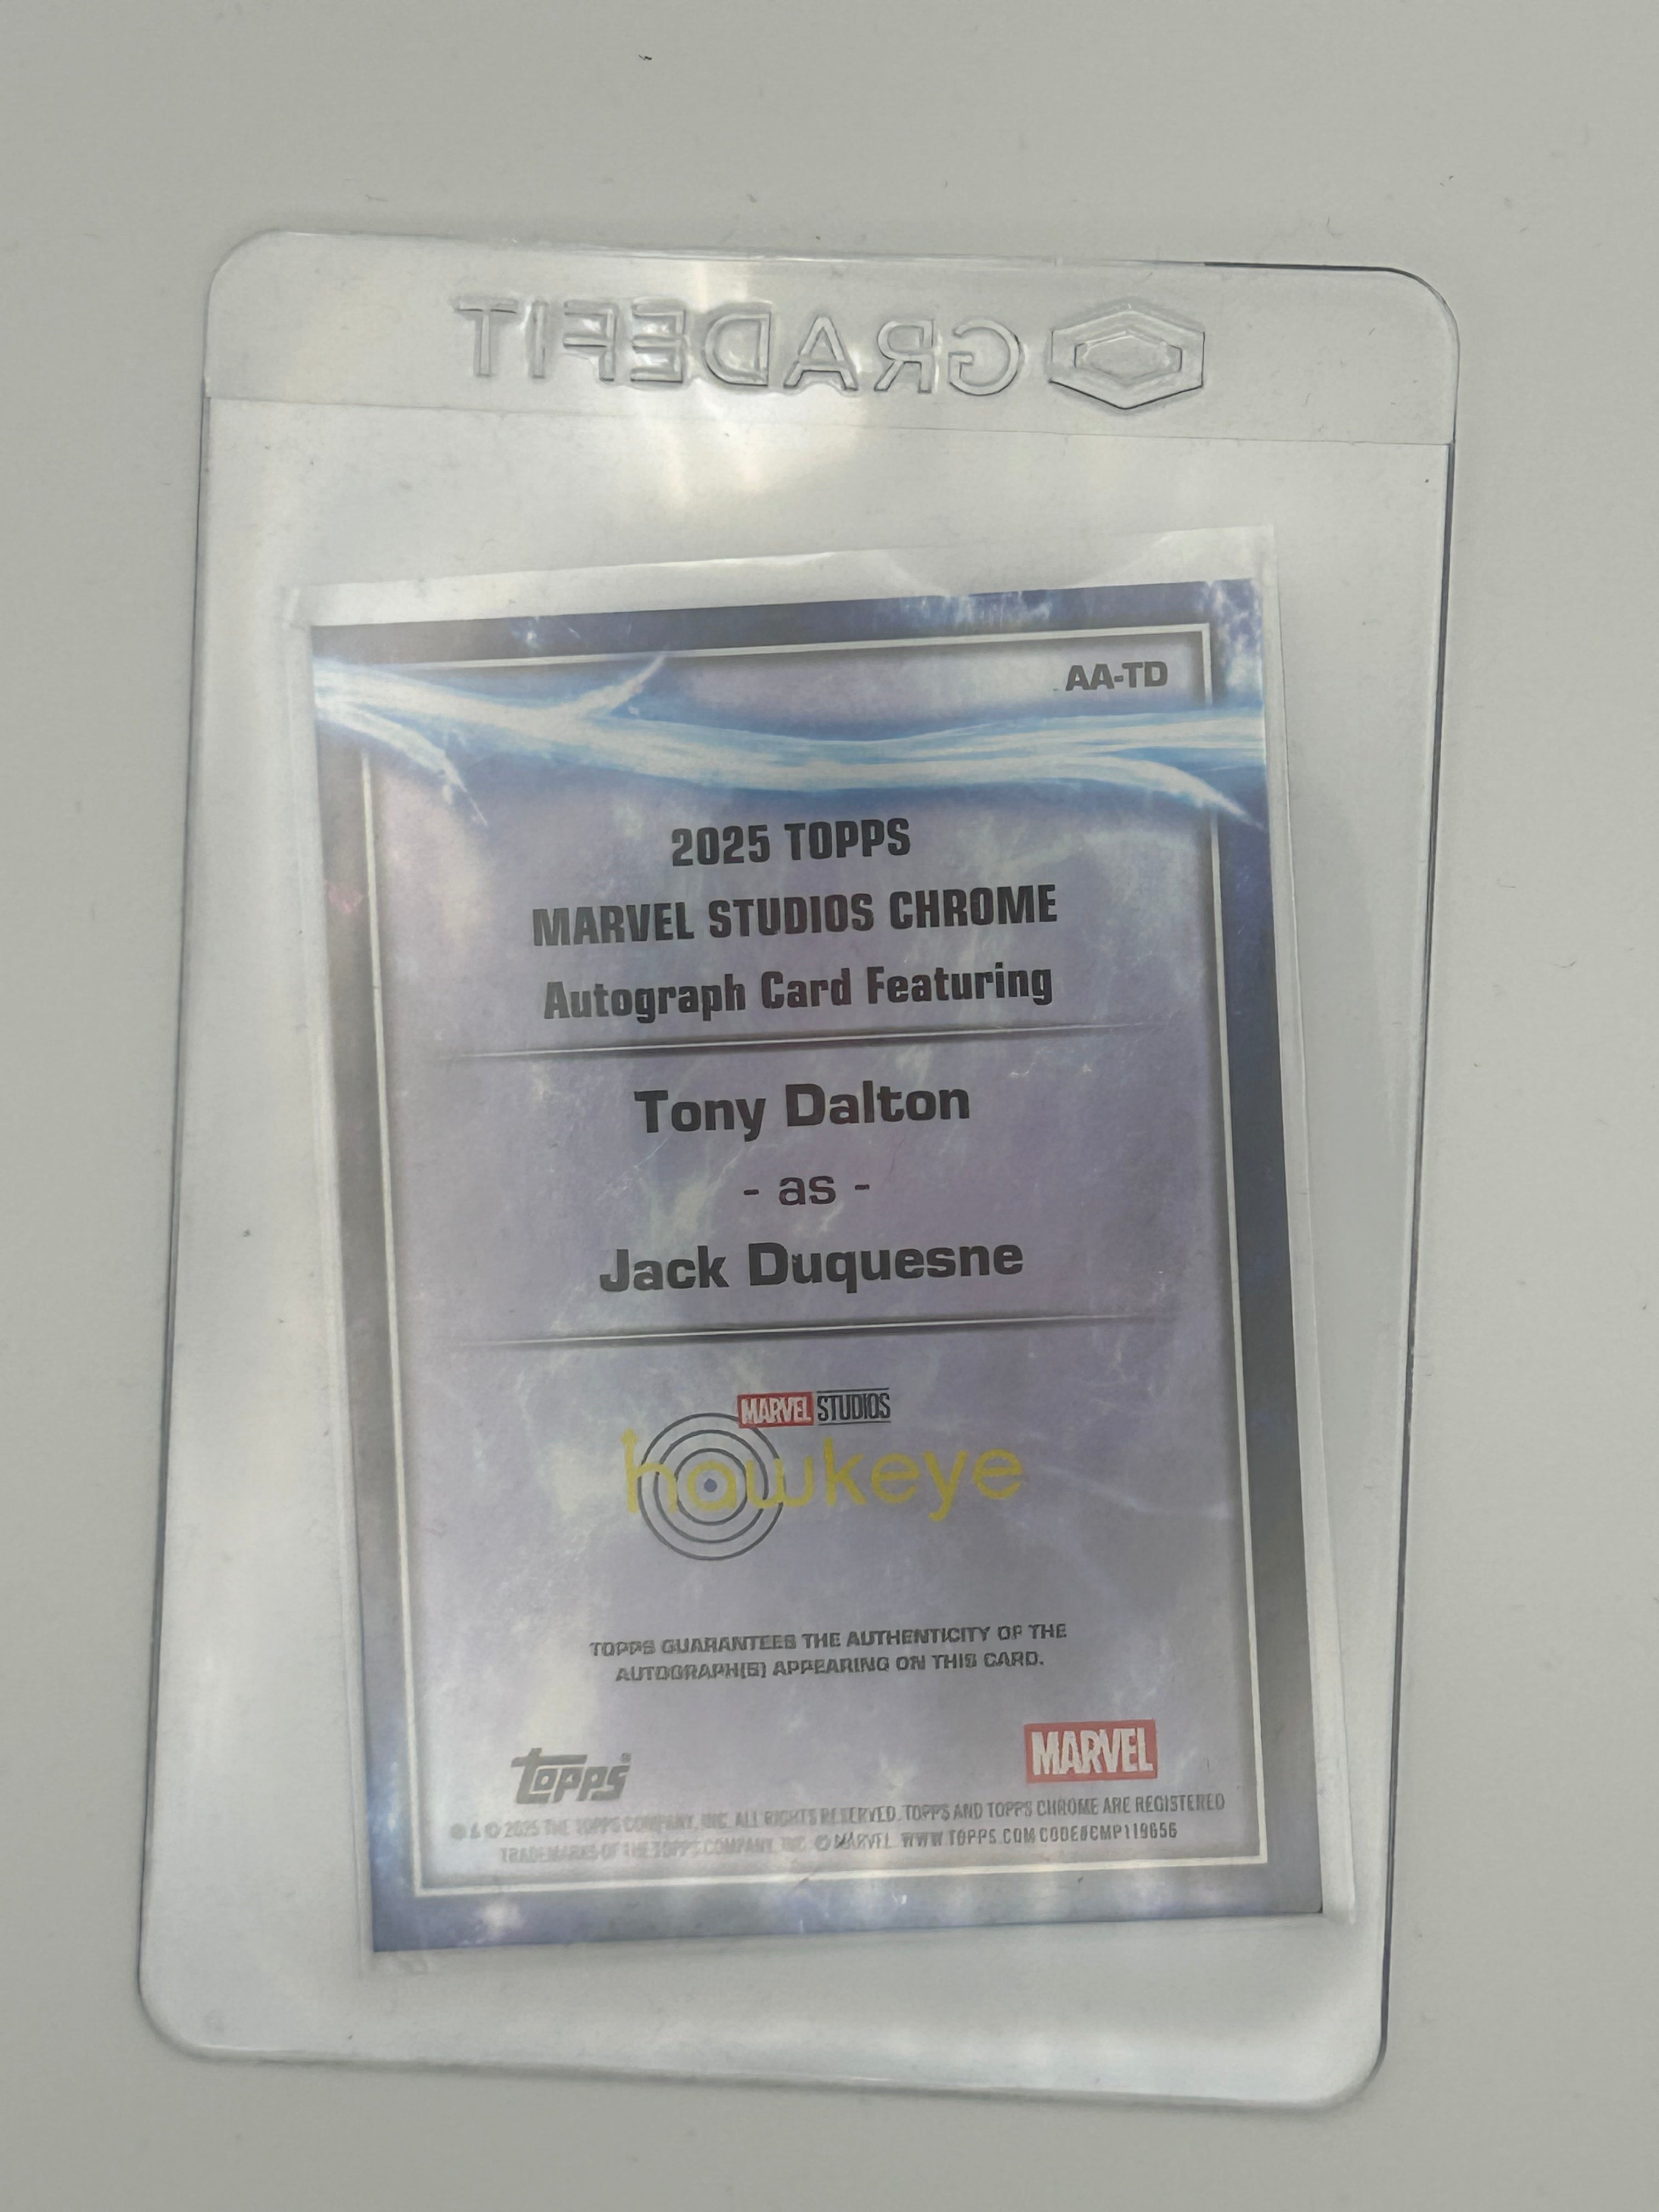 GRADEFIT
AA-TD
2025 TOPPS
MARVEL STUDIOS CHROME
Autograph Card Featuring
Tony Dalton
- as -
Jack Duquesne
MARVEL STUDIOS
hawkeye
TOPPS GUARANTEES THE AUTHENTICITY OF THE
AUTOGRAPH(S) APPEARING ON THIS CARD.
topps
MARVEL
® & © 2025 THE TOPPS COMPANY, INC. ALL RIGHTS RESERVED. TOPPS AND TOPPS CHROME ARE REGISTERED
TRADEMARKS OF THE TOPPS COMPANY, INC. © MARVEL WWW.TOPPS.COM CODE#CMP119656